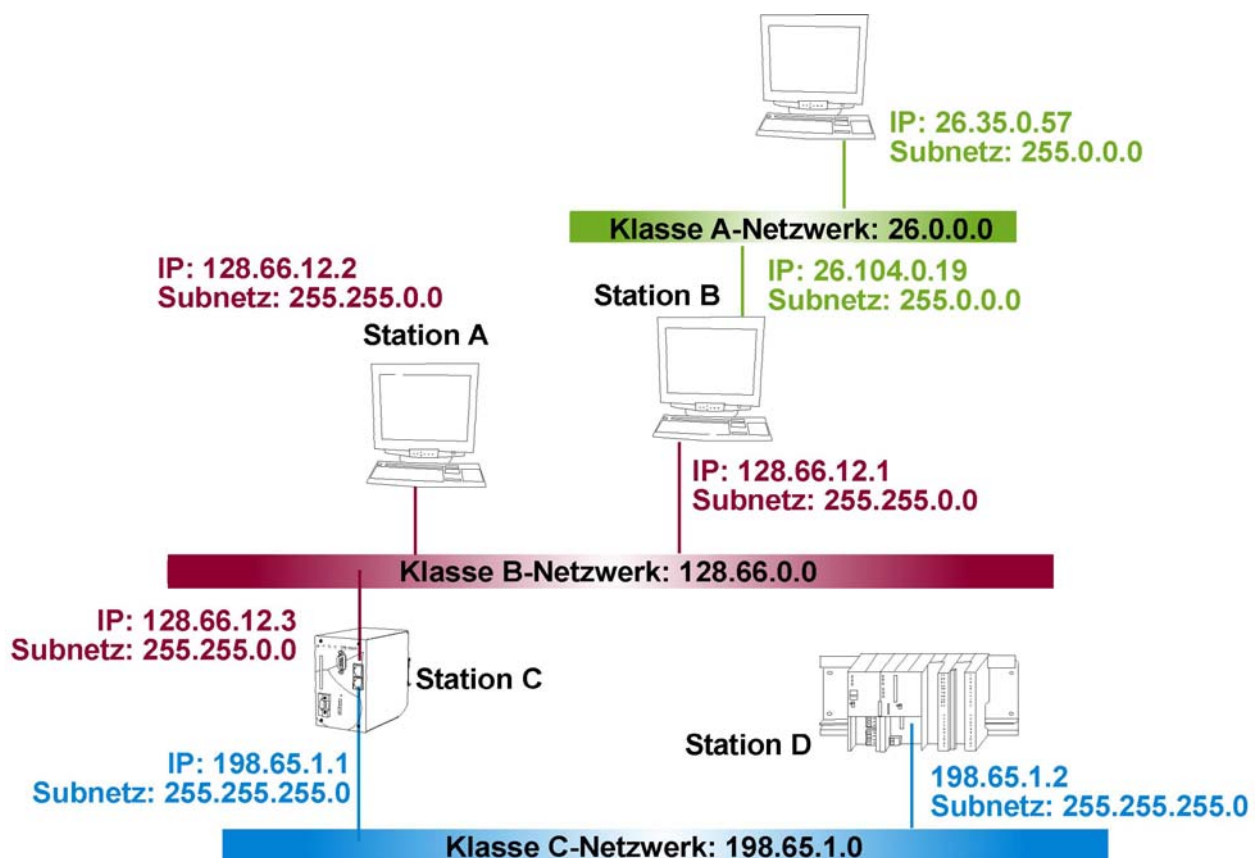 IP: 26.35.0.57
Subnetz: 255.0.0.0
Klasse A-Netzwerk: 26.0.0.0
IP: 128.66.12.2
Subnetz: 255.255.0.0
Station A
IP: 26.104.0.19
Subnetz: 255.0.0.0
Station B
IP: 128.66.12.1
Subnetz: 255.255.0.0
Klasse B-Netzwerk: 128.66.0.0
IP: 128.66.12.3
Subnetz: 255.255.0.0
Station C
Station D
IP: 198.65.1.1
Subnetz: 255.255.255.0
198.65.1.2
Subnetz: 255.255.255.0
Klasse C-Netzwerk: 198.65.1.0